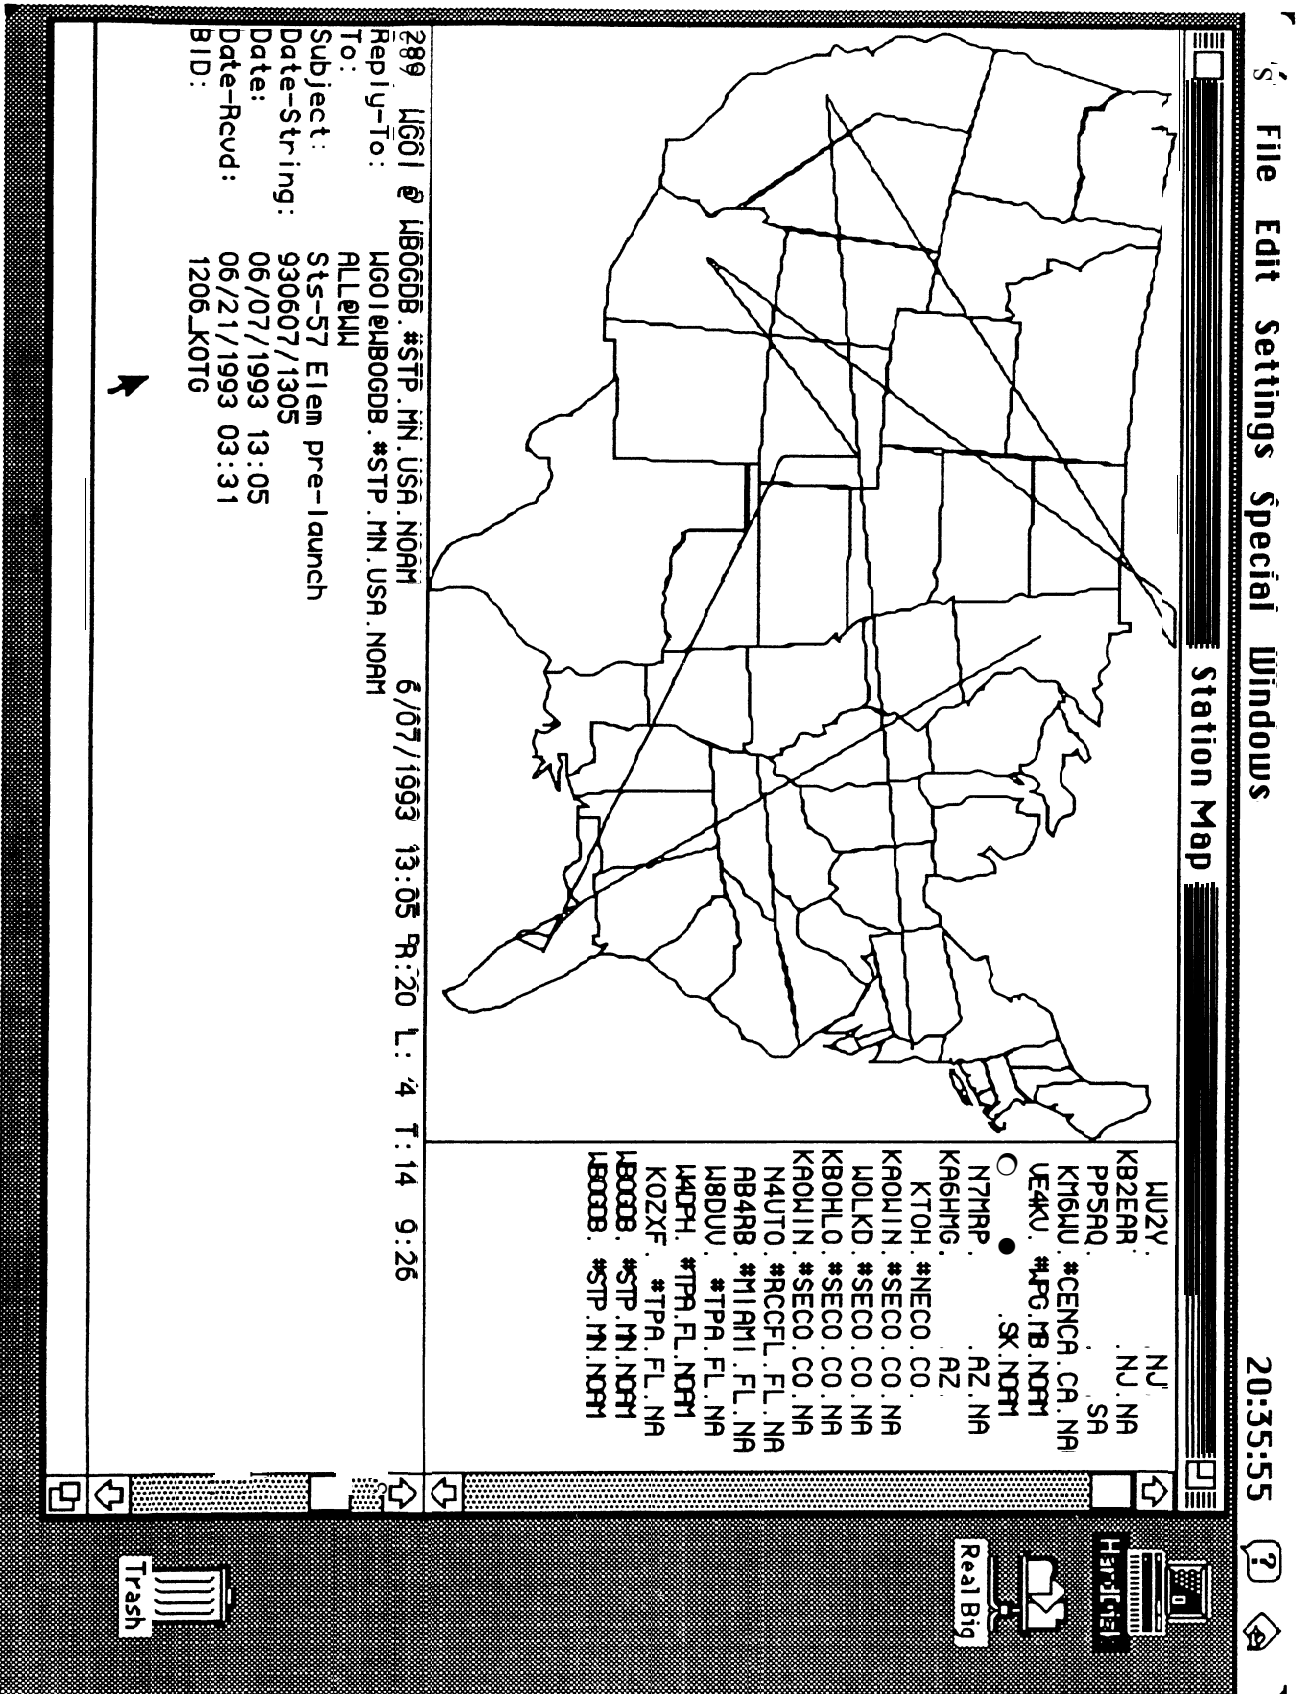 File Edit Settings Special Windows 20:35:55
Station Map
WU2Y. .NJ
KB2EAR. .NJ.NA
PP5AQ. . SA
KM6WU.#CENCA.CA.NA
VE4KV. #WPG.MB.NOAM
.SK.NOAM
N7MRP. .AZ.NA
KA6HMG. .AZ
KT0H.#NECO.CO.
KA0WIN.#SECO.CO.NA
W0LKD.#SECO.CO.NA
KB0HLO.#SECO.CO.NA
KA0WIN.#SECO.CO.NA
N4UTO.#RCCFL.FL.NA
AB4RB.#MIAMI.FL.NA
W8DUV. #TPA.FL.NA
W4DPH. #TPA.FL.NOAM
K0ZXF. #TPA.FL.NA
WB0GDB. #STP.MN.NOAM
WB0GDB. #STP.MN.NOAM
289 WG0I @ WB0GDB.#STP.MN.USA.NOAM 6/07/1993 13:05 R:20 L: 4 T:14 9:26
Reply-To: WG0I@WB0GDB.#STP.MN.USA.NOAM
To: ALL@WW
Subject: Sts-57 Elem pre-launch
Date-String: 930607/1305
Date: 06/07/1993 13:05
Date-Rcvd: 06/21/1993 03:31
BID: 1206_K0TG
Real Big
Trash